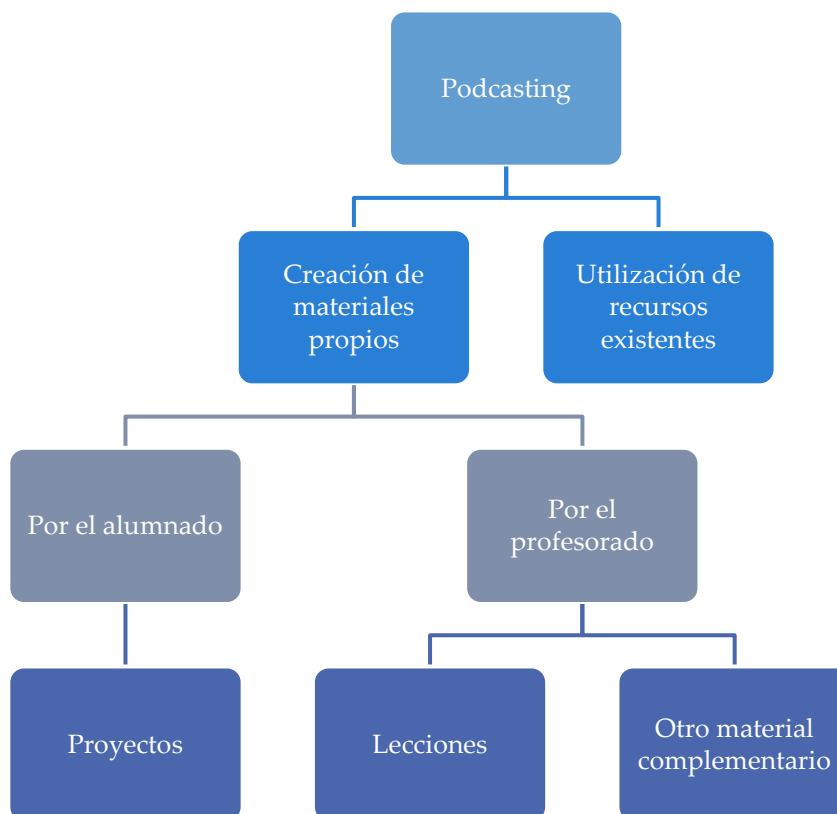 Podcasting
Creación de
materiales
propios
Utilización de
recursos
existentes
Por el alumnado
Por el
profesorado
Proyectos
Lecciones
Otro material
complementario